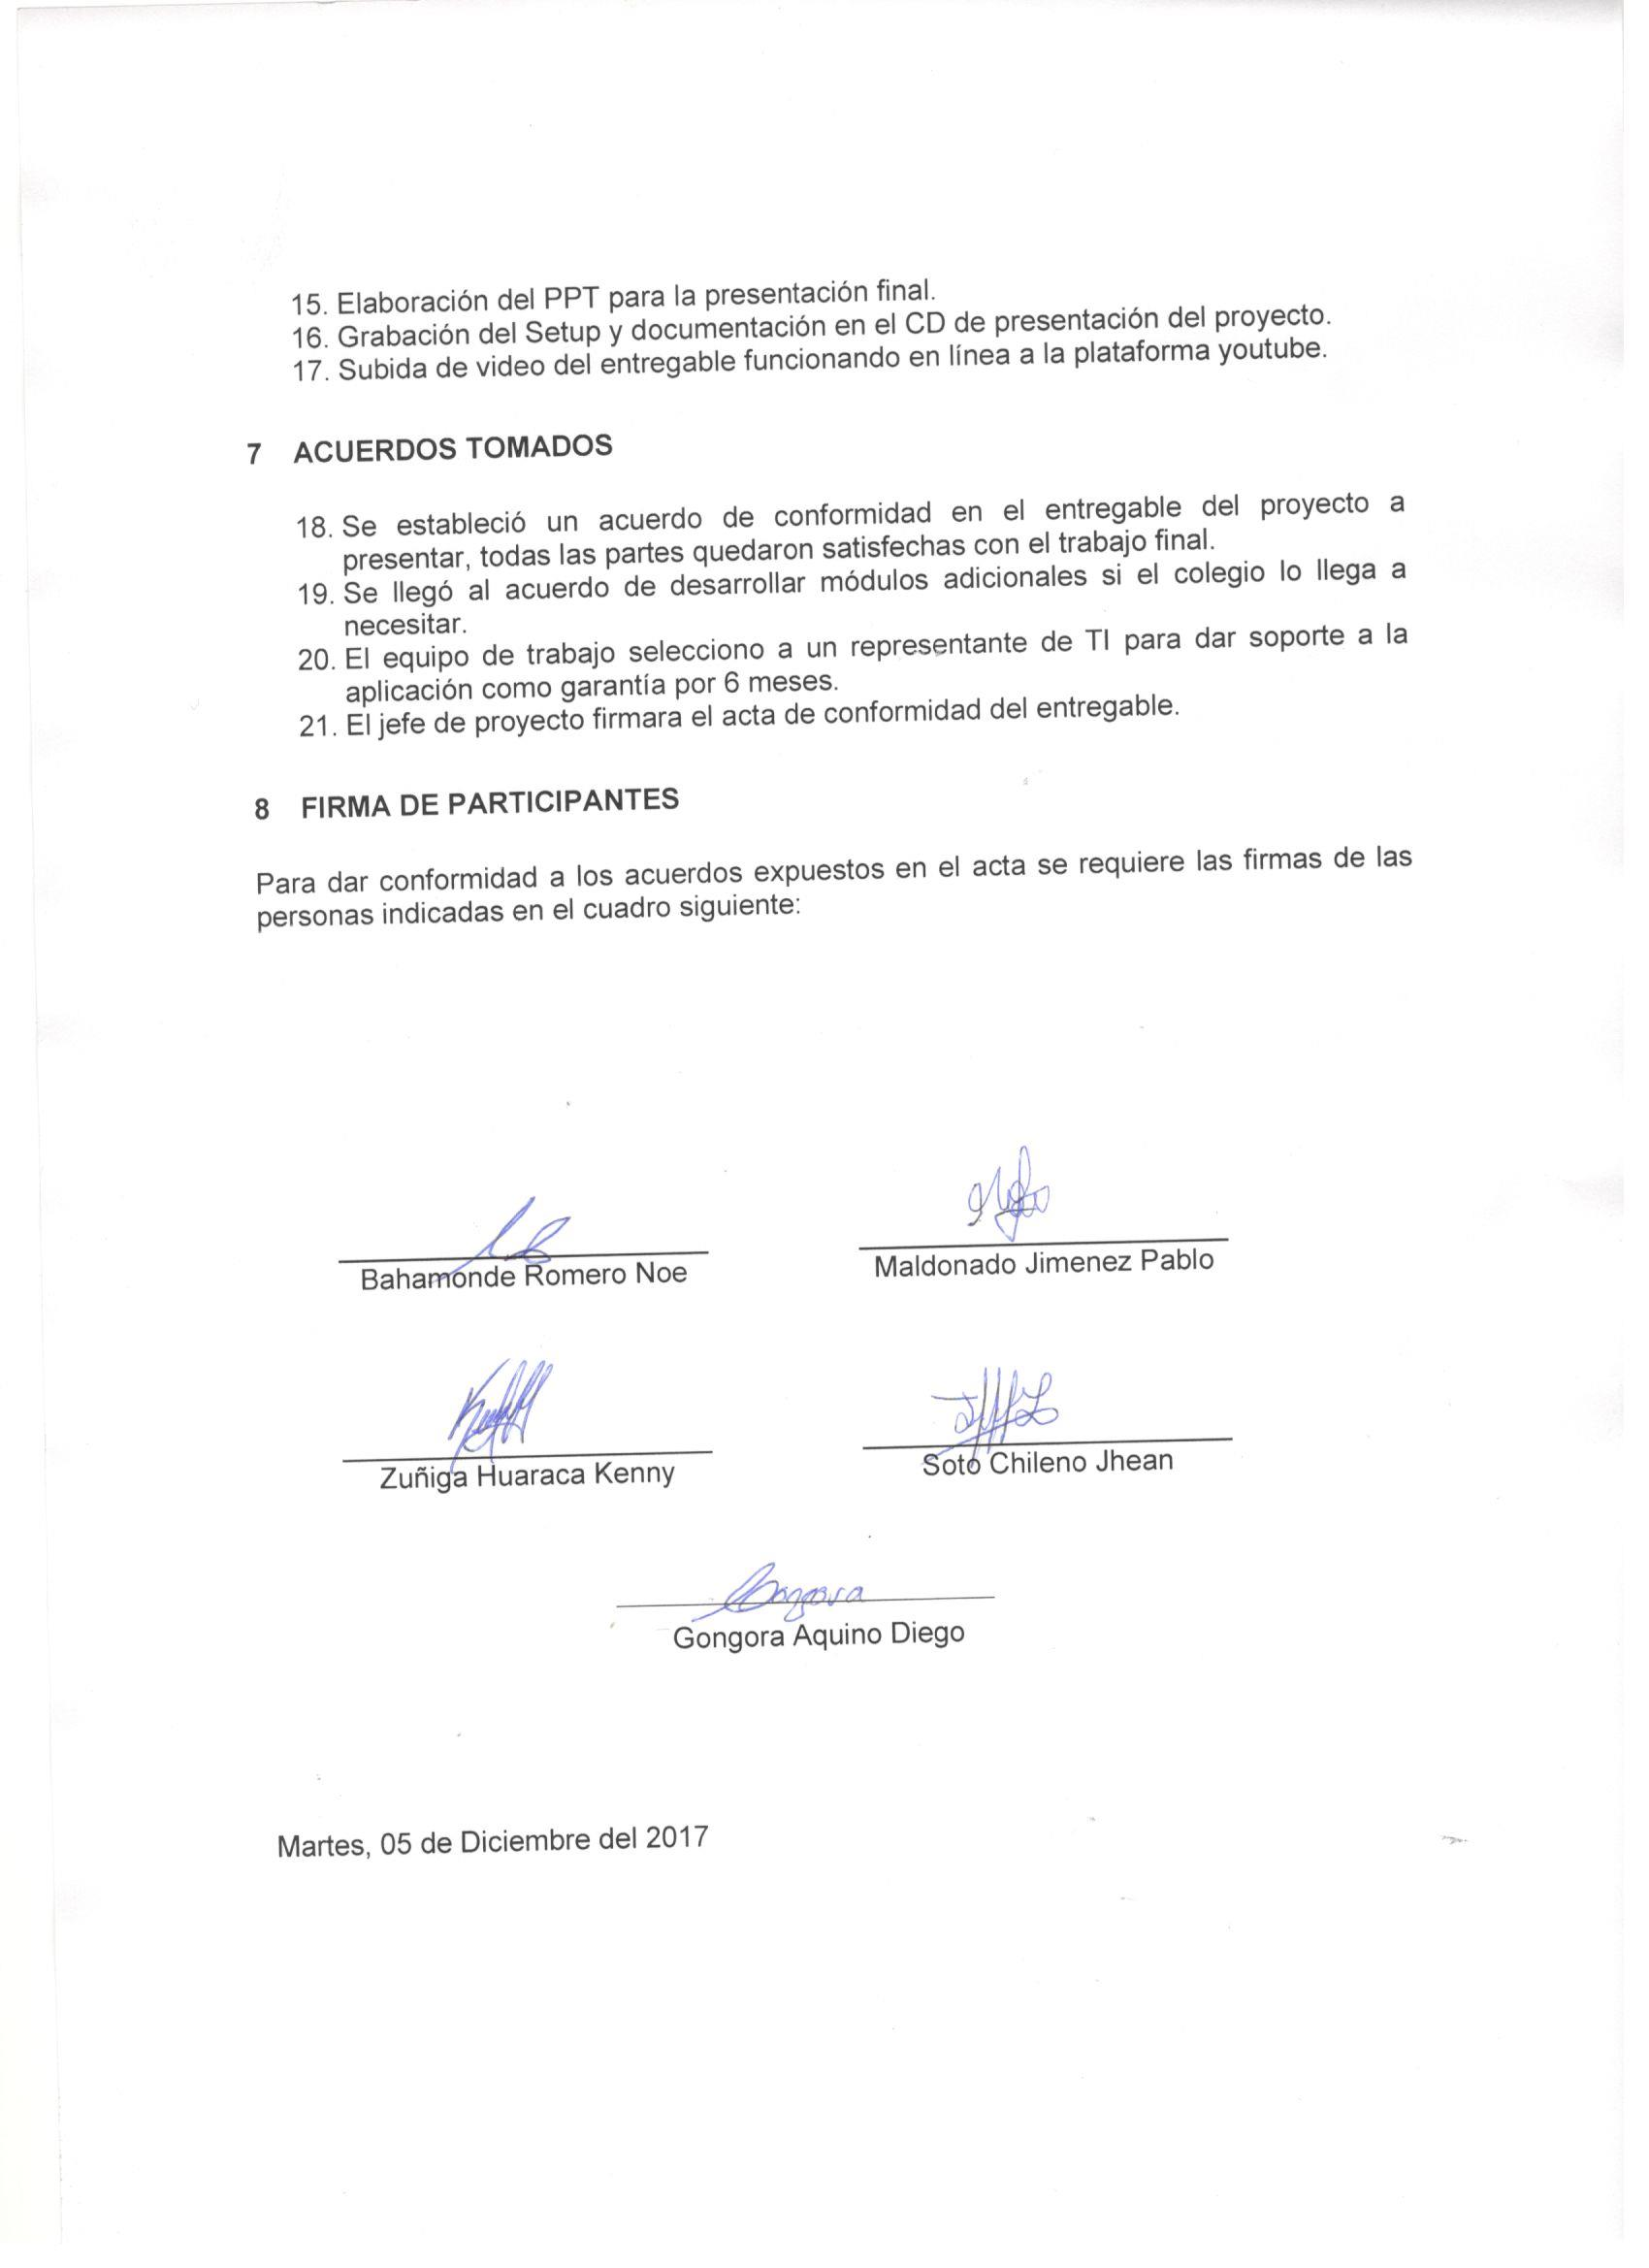 15. Elaboración del PPT para la presentación final.
16. Grabación del Setup y documentación en el CD de presentación del proyecto.
17. Subida de video del entregable funcionando en línea a la plataforma youtube.
7 ACUERDOS TOMADOS
18. Se estableció un acuerdo de conformidad en el entregable del proyecto a
presentar, todas las partes quedaron satisfechas con el trabajo final.
19. Se llegó al acuerdo de desarrollar módulos adicionales si el colegio lo llega a
necesitar.
20. El equipo de trabajo selecciono a un representante de TI para dar soporte a la
aplicación como garantía por 6 meses.
21. El jefe de proyecto firmara el acta de conformidad del entregable.
8 FIRMA DE PARTICIPANTES
Para dar conformidad a los acuerdos expuestos en el acta se requiere las firmas de las
personas indicadas en el cuadro siguiente:
Bahamonde Romero Noe
Maldonado Jimenez Pablo
Zuñiga Huaraca Kenny
Soto Chileno Jhean
Gongora
Gongora Aquino Diego
Martes, 05 de Diciembre del 2017